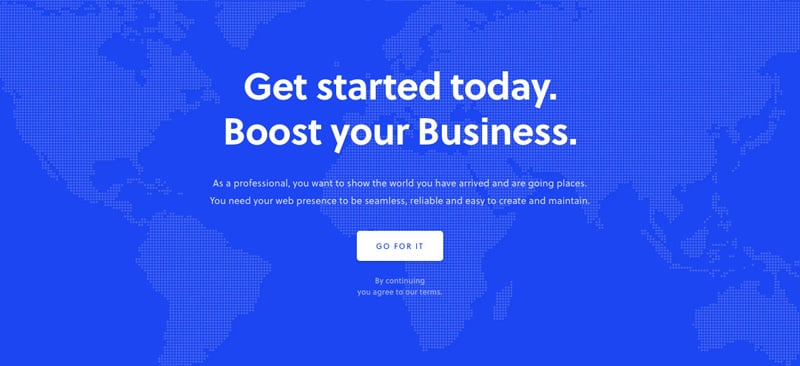 Get started today.
Boost your Business.
As a professional, you want to show the world you have arrived and are going places.
You need your web presence to be seamless, reliable and easy to create and maintain.
GO FOR IT
By continuing
you agree to our terms.